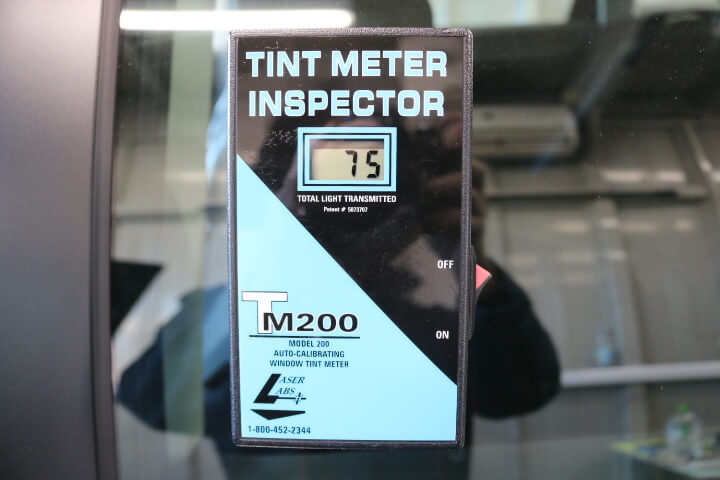 TINT METER
INSPECTOR
75
TOTAL LIGHT TRANSMITTED
Patent # 5073707
OFF
ON
TM200
MODEL 200
AUTO-CALIBRATING
WINDOW TINT METER
LASER
LABS
1-800-452-2344